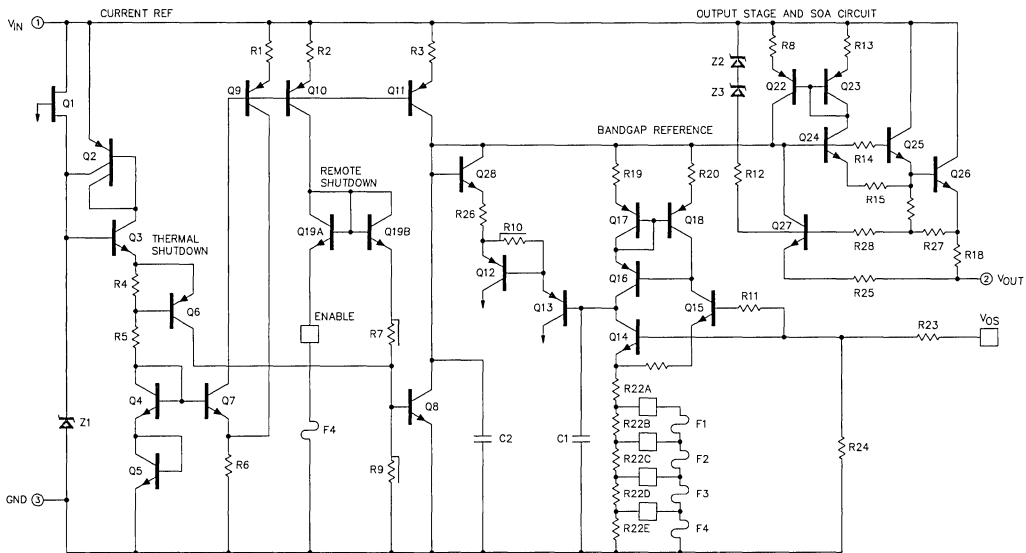 CURRENT REF
OUTPUT STAGE AND SOA CIRCUIT
VIN 1
R1
R2
R3
R8
R13
Z2
Z3
Q1
Q9
Q10
Q11
Q22
Q23
Q2
BANDGAP REFERENCE
Q24
Q25
R14
Q28
R19
R20
R12
Q26
REMOTE
SHUTDOWN
R15
Q3
R26
R10
Q17
Q18
THERMAL
SHUTDOWN
Q19A
Q19B
Q27
R28
R27
R18
R4
Q12
Q16
2 VOUT
R25
Q6
Q13
Q15
R11
ENABLE
R5
R7
Q14
R23
VOS
Q4
Q7
Q8
R22A
Z1
R22B
F1
F4
C2
C1
R24
Q5
R6
R9
R22C
F2
GND 3
R22D
F3
R22E
F4